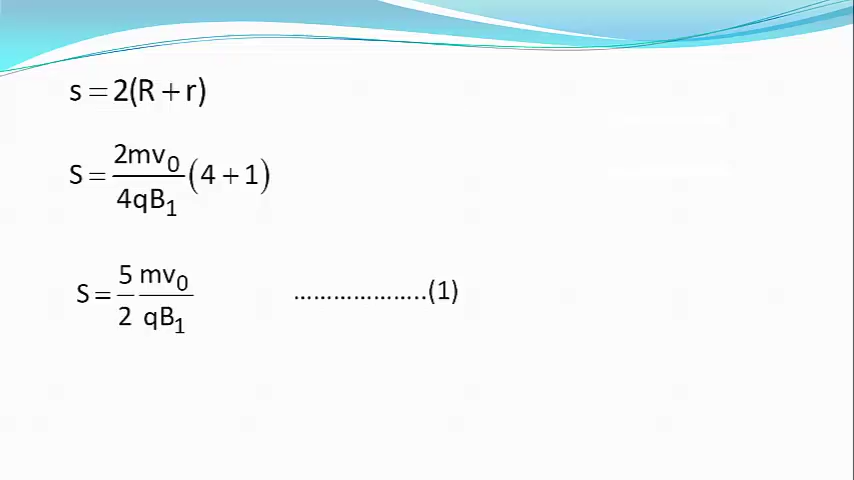 s = 2(R + r)
S = 2mv₀/4qB₁ (4 + 1)
S = 5/2 mv₀/qB₁ ....................(1)